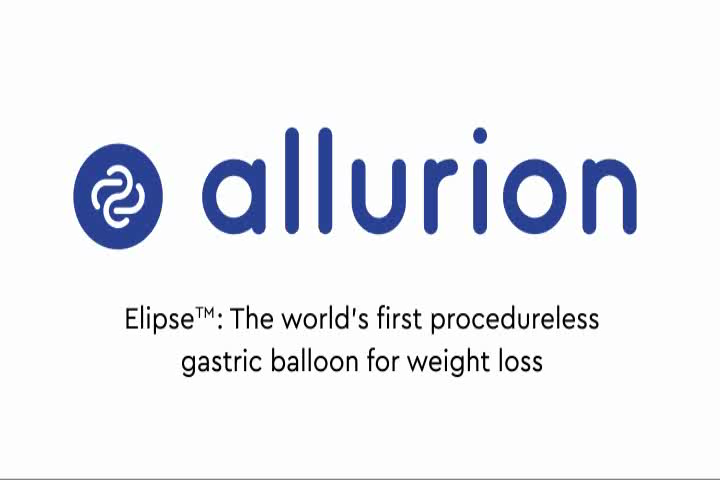 allurion
Elipse™: The world's first procedureless
gastric balloon for weight loss